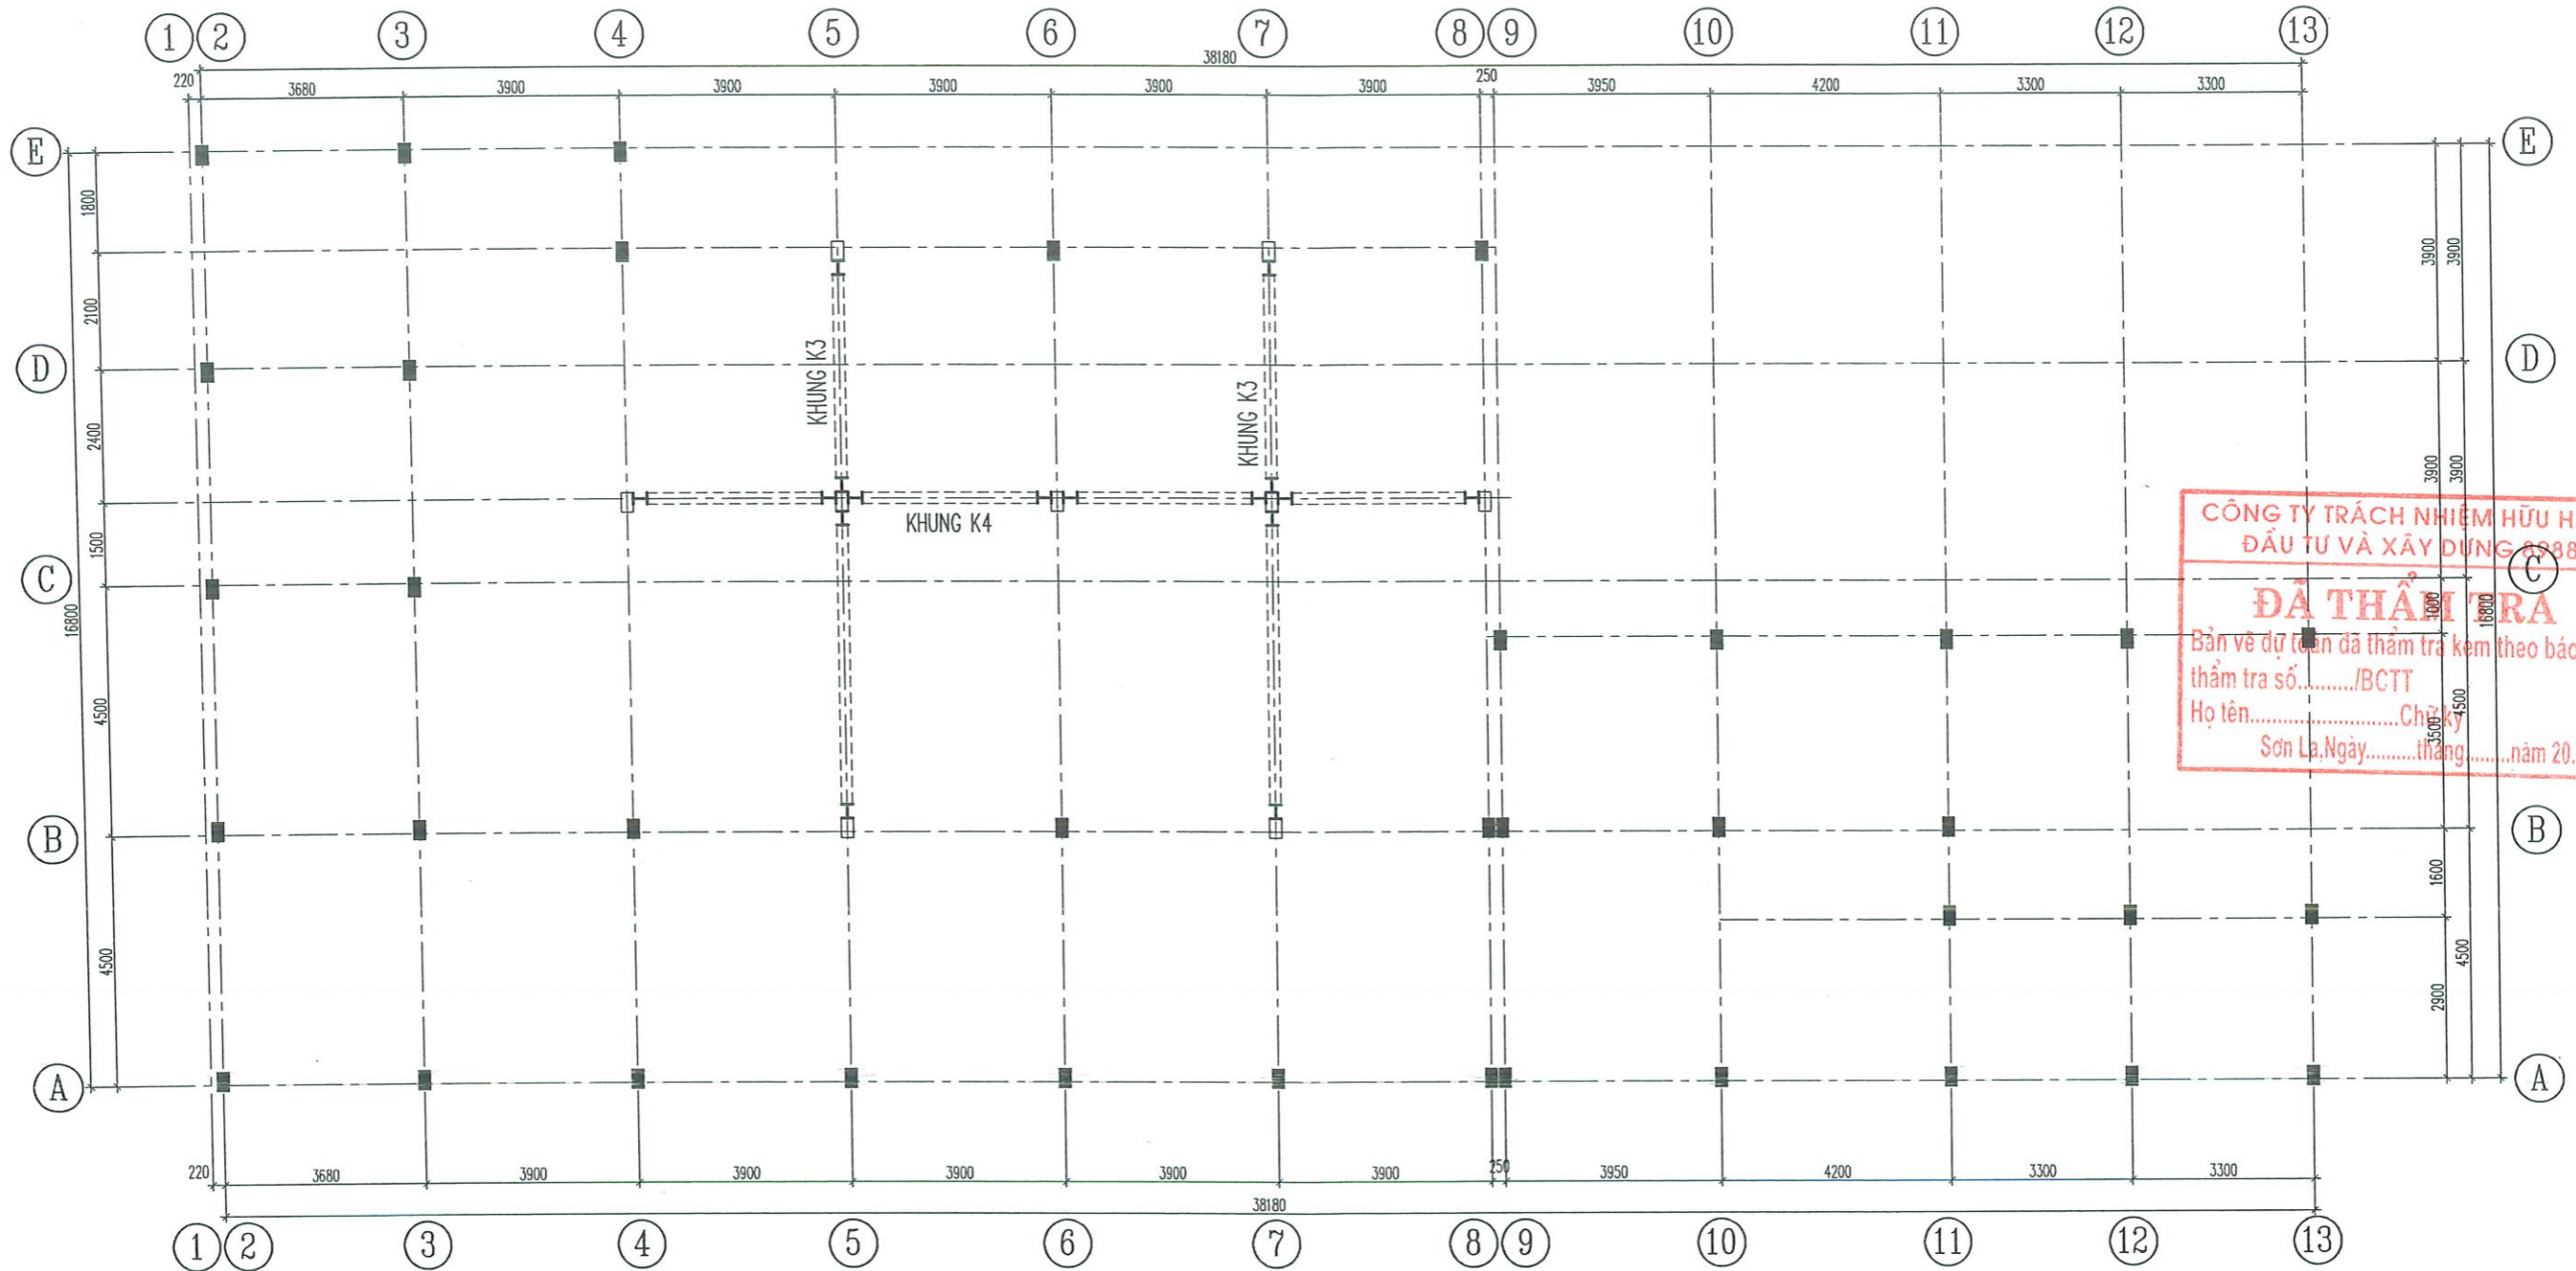 1 2 3 4 5 6 7 8 9 10 11 12 13
38180
220 3680 3900 3900 3900 3900 3900 250 3950 4200 3300 3300
E E
1800
2100
3900 3900
D D
KHUNG K3
KHUNG K3
2400
3900 3900
KHUNG K4
1500
CÔNG TY TRÁCH NHIỆM HỮU H
ĐẦU TƯ VÀ XÂY DỰNG 8988
C C
16800
ĐÃ THẨM TRA
1000 16800
Bản vẽ dự toán đã thẩm tra kèm theo báo
thẩm tra số........../BCTT
4500
4500
Họ tên.........................Chữ ký
3500
Sơn La,Ngày..........tháng.........năm 20.
B B
1600
4500
4500
2900
A A
220 3680 3900 3900 3900 3900 3900 250 3950 4200 3300 3300
38180
1 2 3 4 5 6 7 8 9 10 11 12 13